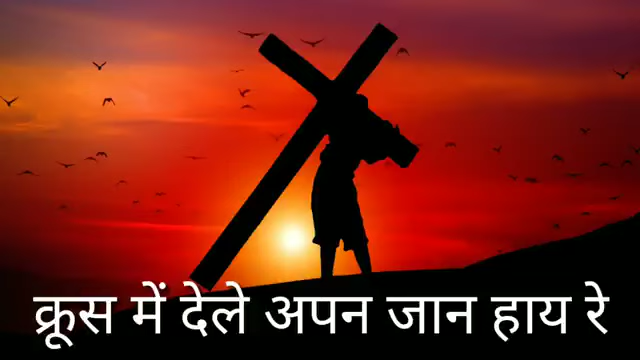 क्रूस में देले अपन जान हाय रे